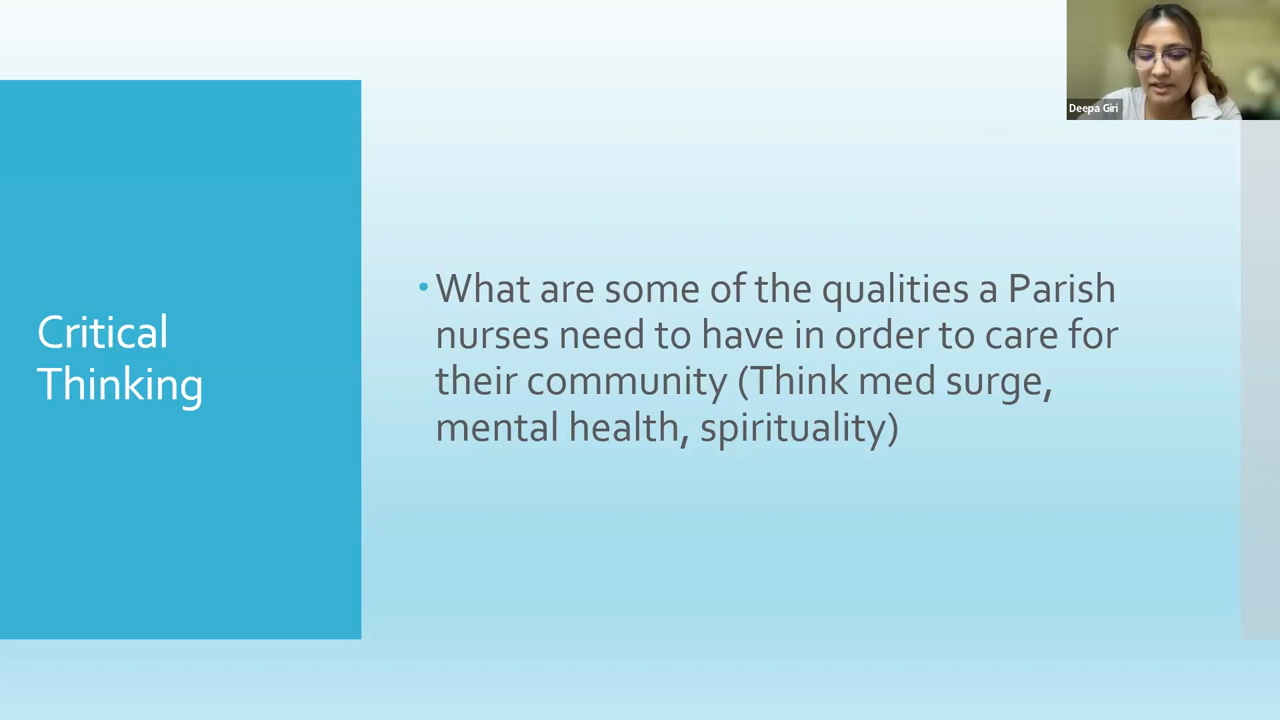 Deepa Giri
Critical
Thinking
• What are some of the qualities a Parish
nurses need to have in order to care for
their community (Think med surge,
mental health, spirituality)